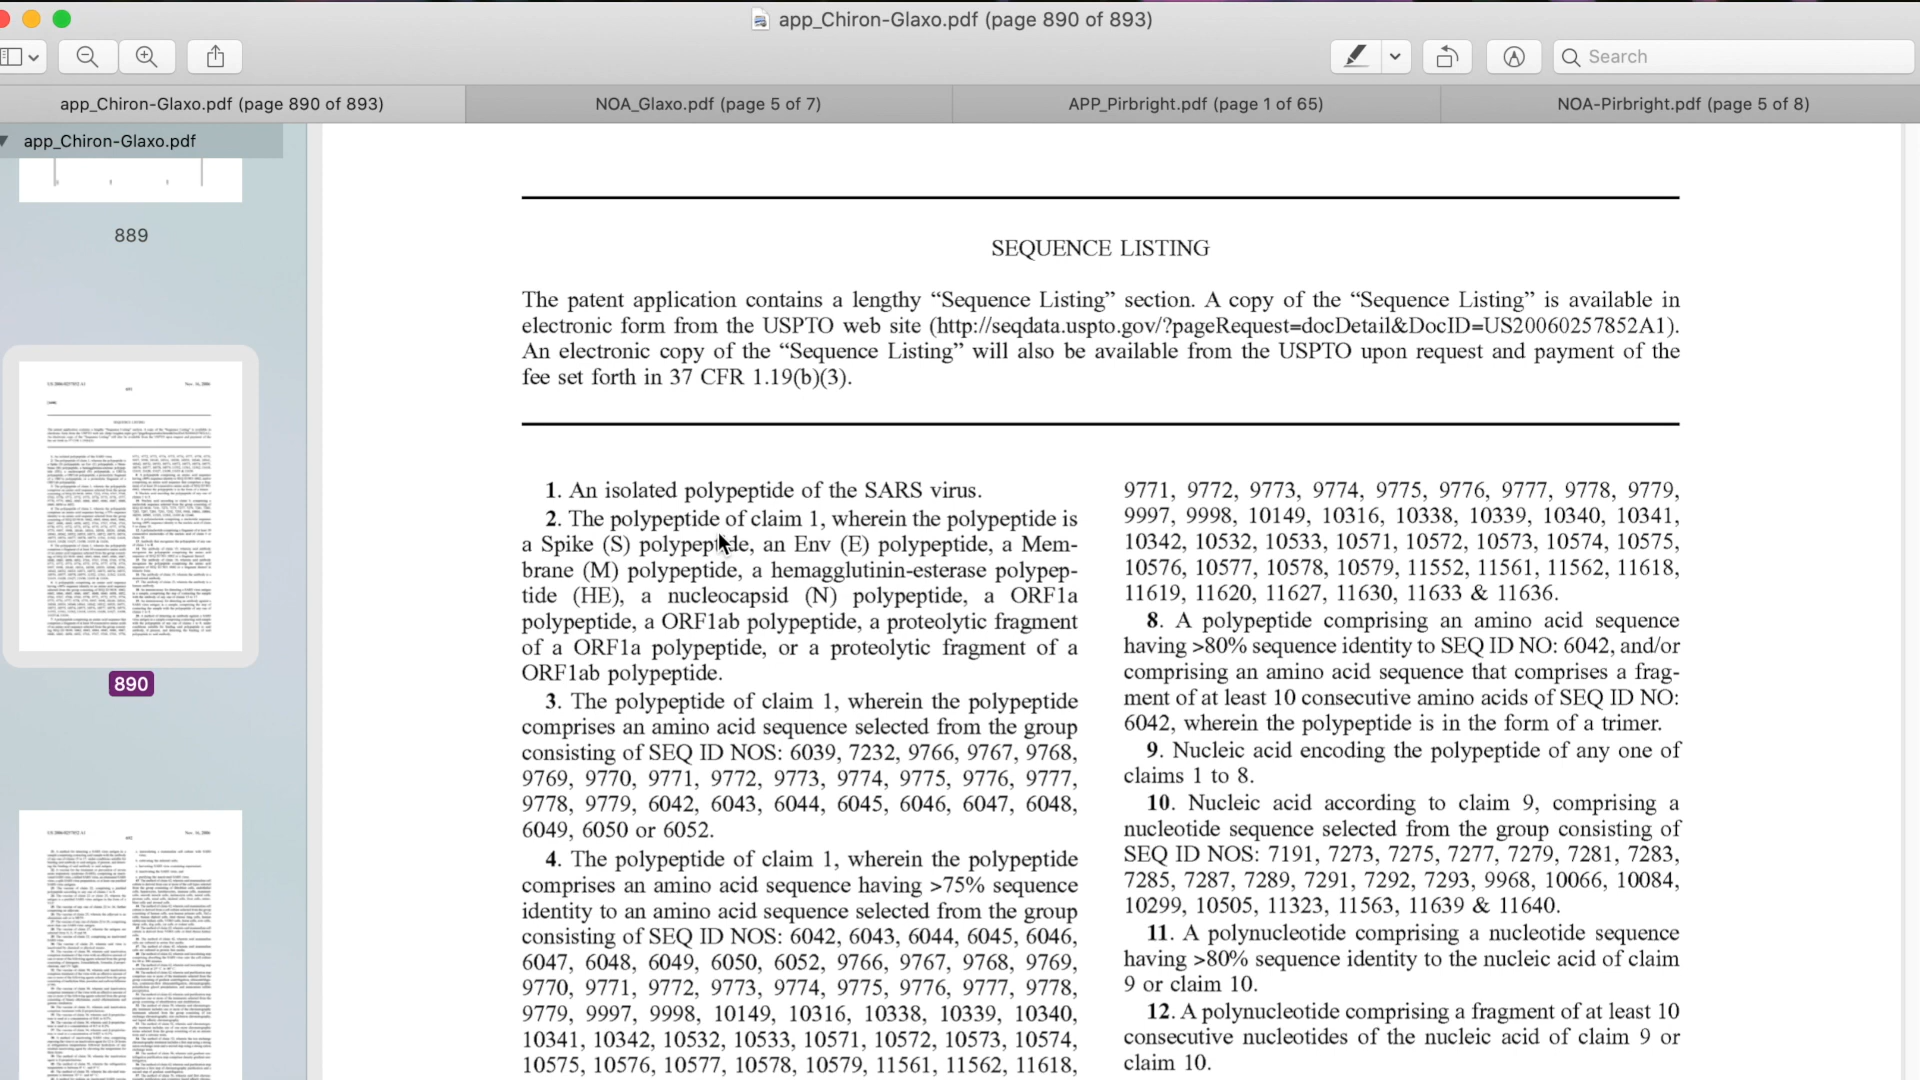 app_Chiron-Glaxo.pdf (page 890 of 893)
Search
app_Chiron-Glaxo.pdf (page 890 of 893)
NOA_Glaxo.pdf (page 5 of 7)
APP_Pirbright.pdf (page 1 of 65)
NOA-Pirbright.pdf (page 5 of 8)
app_Chiron-Glaxo.pdf
889
890
SEQUENCE LISTING
The patent application contains a lengthy “Sequence Listing” section. A copy of the “Sequence Listing” is available in
electronic form from the USPTO web site (http://seqdata.uspto.gov/?pageRequest=docDetail&DocID=US20060257852A1).
An electronic copy of the “Sequence Listing” will also be available from the USPTO upon request and payment of the
fee set forth in 37 CFR 1.19(b)(3).
1. An isolated polypeptide of the SARS virus.
2. The polypeptide of claim 1, wherein the polypeptide is
a Spike (S) polypeptide, an Env (E) polypeptide, a Mem-
brane (M) polypeptide, a hemagglutinin-esterase polypep-
tide (HE), a nucleocapsid (N) polypeptide, a ORF1a
polypeptide, a ORF1ab polypeptide, a proteolytic fragment
of a ORF1a polypeptide, or a proteolytic fragment of a
ORF1ab polypeptide.
3. The polypeptide of claim 1, wherein the polypeptide
comprises an amino acid sequence selected from the group
consisting of SEQ ID NOS: 6039, 7232, 9766, 9767, 9768,
9769, 9770, 9771, 9772, 9773, 9774, 9775, 9776, 9777,
9778, 9779, 6042, 6043, 6044, 6045, 6046, 6047, 6048,
6049, 6050 or 6052.
4. The polypeptide of claim 1, wherein the polypeptide
comprises an amino acid sequence having >75% sequence
identity to an amino acid sequence selected from the group
consisting of SEQ ID NOS: 6042, 6043, 6044, 6045, 6046,
6047, 6048, 6049, 6050, 6052, 9766, 9767, 9768, 9769,
9770, 9771, 9772, 9773, 9774, 9775, 9776, 9777, 9778,
9779, 9997, 9998, 10149, 10316, 10338, 10339, 10340,
10341, 10342, 10532, 10533, 10571, 10572, 10573, 10574,
10575, 10576, 10577, 10578, 10579, 11561, 11562, 11618,
9771, 9772, 9773, 9774, 9775, 9776, 9777, 9778, 9779,
9997, 9998, 10149, 10316, 10338, 10339, 10340, 10341,
10342, 10532, 10533, 10571, 10572, 10573, 10574, 10575,
10576, 10577, 10578, 10579, 11552, 11561, 11562, 11618,
11619, 11620, 11627, 11630, 11633 & 11636.
8. A polypeptide comprising an amino acid sequence
having >80% sequence identity to SEQ ID NO: 6042, and/or
comprising an amino acid sequence that comprises a frag-
ment of at least 10 consecutive amino acids of SEQ ID NO:
6042, wherein the polypeptide is in the form of a trimer.
9. Nucleic acid encoding the polypeptide of any one of
claims 1 to 8.
10. Nucleic acid according to claim 9, comprising a
nucleotide sequence selected from the group consisting of
SEQ ID NOS: 7191, 7273, 7275, 7277, 7279, 7281, 7283,
7285, 7287, 7289, 7291, 7292, 7293, 9968, 10066, 10084,
10299, 10505, 11323, 11563, 11639 & 11640.
11. A polynucleotide comprising a nucleotide sequence
having >80% sequence identity to the nucleic acid of claim
9 or claim 10.
12. A polynucleotide comprising a fragment of at least 10
consecutive nucleotides of the nucleic acid of claim 9 or
claim 10.